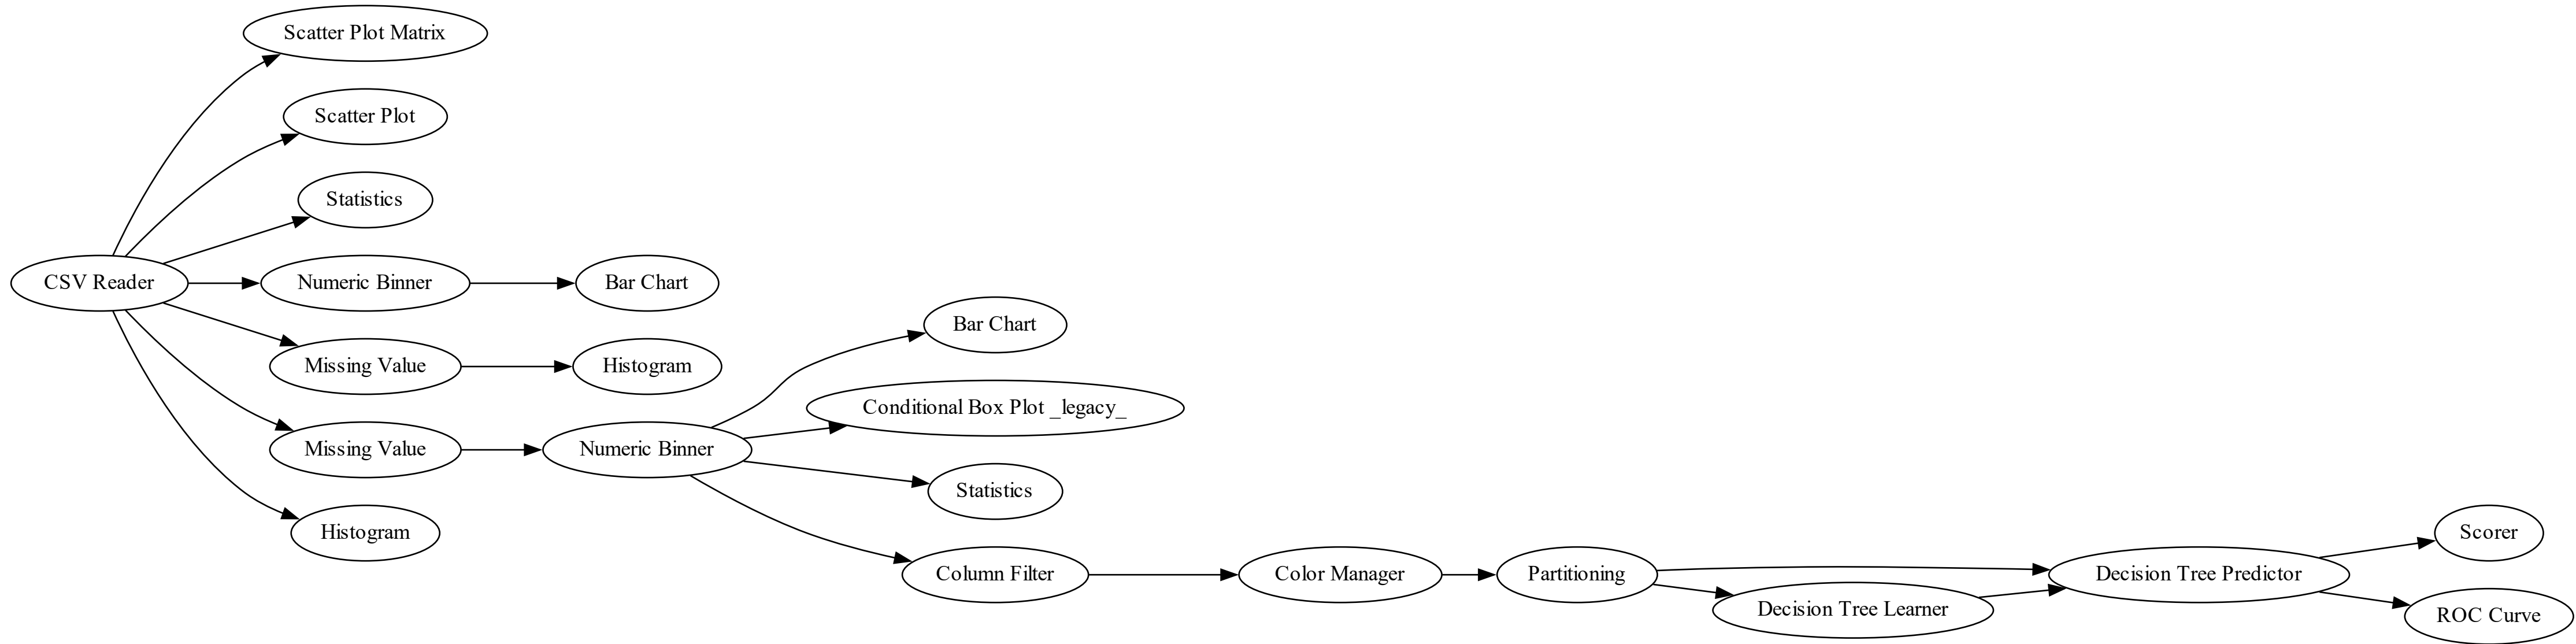 Scatter Plot Matrix
Scatter Plot
Statistics
CSV Reader
Numeric Binner
Bar Chart
Missing Value
Histogram
Missing Value
Numeric Binner
Histogram
Bar Chart
Conditional Box Plot _legacy_
Statistics
Column Filter
Color Manager
Partitioning
Decision Tree Learner
Decision Tree Predictor
Scorer
ROC Curve